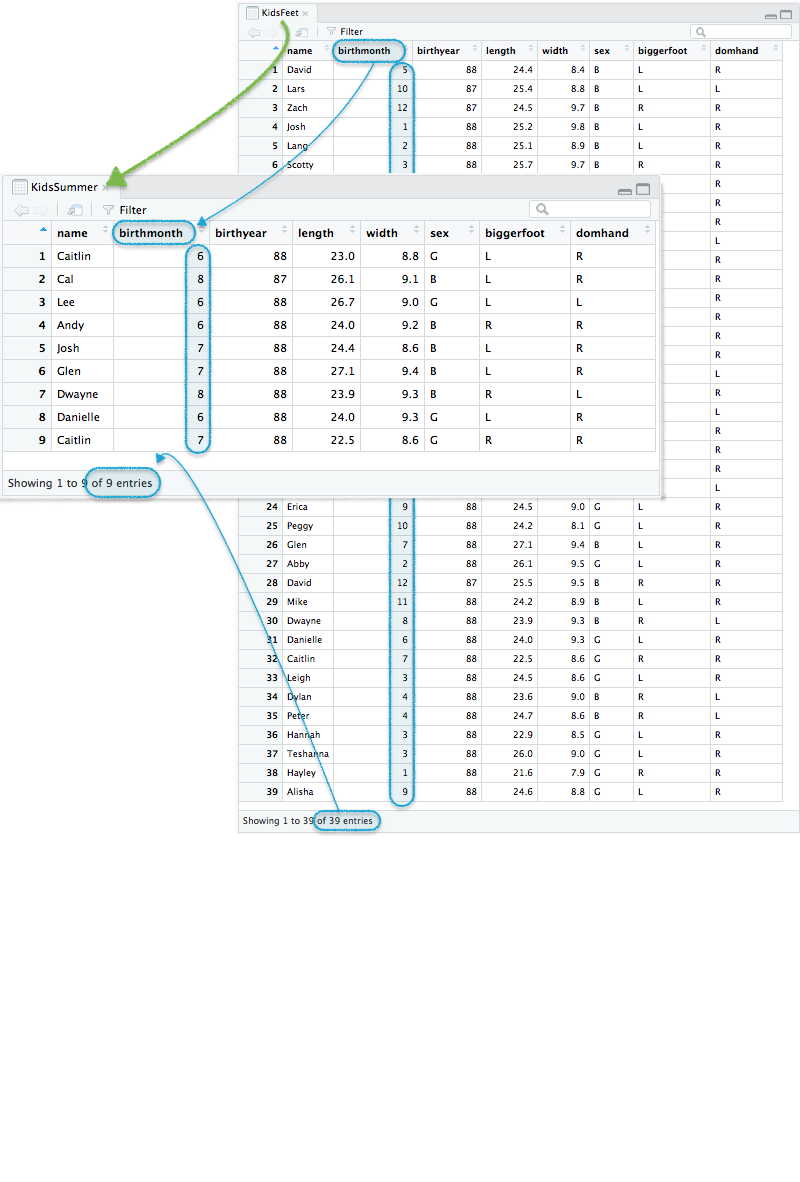 KidsFeet
Filter
name birthmonth birthyear length width sex biggerfoot domhand
1 David 5 88 24.4 8.4 B L R
2 Lars 10 87 25.4 8.8 B L L
3 Zach 12 87 24.5 9.7 B R R
4 Josh 1 88 25.2 9.8 B L R
5 Lang 2 88 25.1 8.9 B L R
6 Scotty 3 88 25.7 9.7 B R R
R
R
R
L
R
R
R
R
R
R
L
R
L
R
R
R
L
KidsSummer
Filter
name birthmonth birthyear length width sex biggerfoot domhand
1 Caitlin 6 88 23.0 8.8 G L R
2 Cal 8 87 26.1 9.1 B L R
3 Lee 6 88 26.7 9.0 G L L
4 Andy 6 88 24.0 9.2 B R R
5 Josh 7 88 24.4 8.6 B L R
6 Glen 7 88 27.1 9.4 B L R
7 Dwayne 8 88 23.9 9.3 B R L
8 Danielle 6 88 24.0 9.3 G L R
9 Caitlin 7 88 22.5 8.6 G R R
Showing 1 to 9 of 9 entries
24 Erica 9 88 24.5 9.0 G L R
25 Peggy 10 88 24.2 8.1 G L R
26 Glen 7 88 27.1 9.4 B L R
27 Abby 2 88 26.1 9.5 G L R
28 David 12 87 25.5 9.5 B R R
29 Mike 11 88 24.2 8.9 B L R
30 Dwayne 8 88 23.9 9.3 B R L
31 Danielle 6 88 24.0 9.3 G L R
32 Caitlin 7 88 22.5 8.6 G R R
33 Leigh 3 88 24.5 8.6 G L R
34 Dylan 4 88 23.6 9.0 B R L
35 Peter 4 88 24.7 8.6 B R L
36 Hannah 3 88 22.9 8.5 G L R
37 Teshanna 3 88 26.0 9.0 G L R
38 Hayley 1 88 21.6 7.9 G R R
39 Alisha 9 88 24.6 8.8 G L R
Showing 1 to 39 of 39 entries